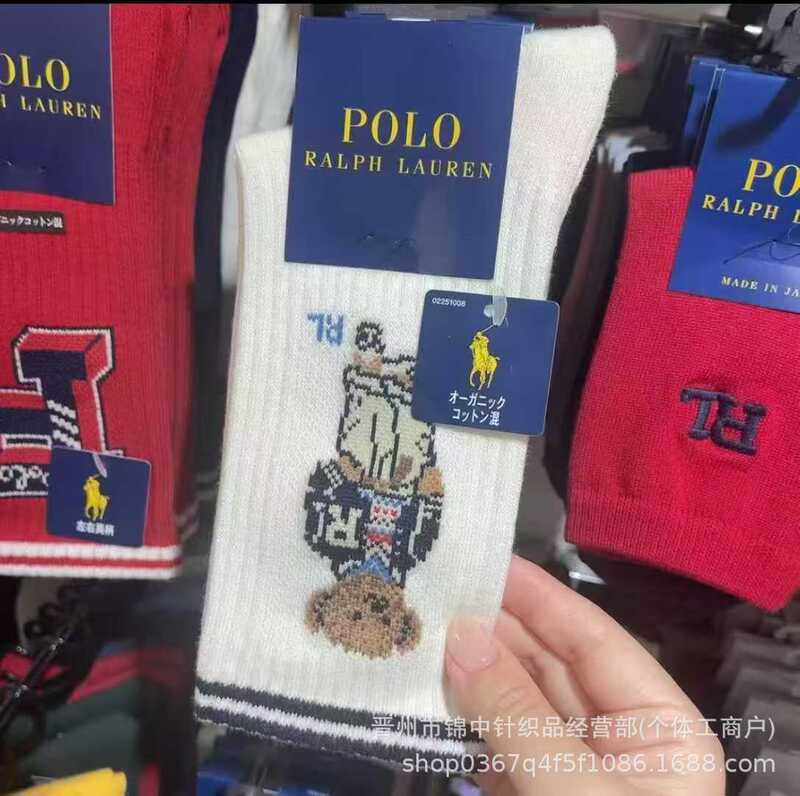 OLO
H LAUREN
ニックコットン混
Polo
左右異柄
POLO
RALPH LAUREN
02251008
オーガニック
コットン混
RL
RL
PO
RALPH L
MADE IN JA
RL
晋州市锦中针织品经营部(个体工商户)
shop0367q4f5f1086.1688.com